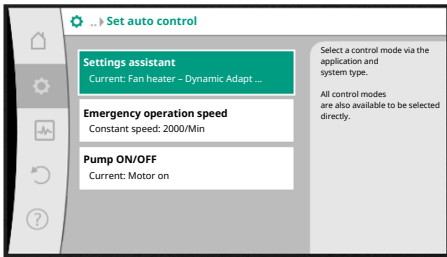 .. Set auto control
Settings assistant
Current: Fan heater – Dynamic Adapt ...
Emergency operation speed
Constant speed: 2000/Min
Pump ON/OFF
Current: Motor on
Select a control mode via the
application and
system type.
All control modes
are also available to be selected
directly.
?